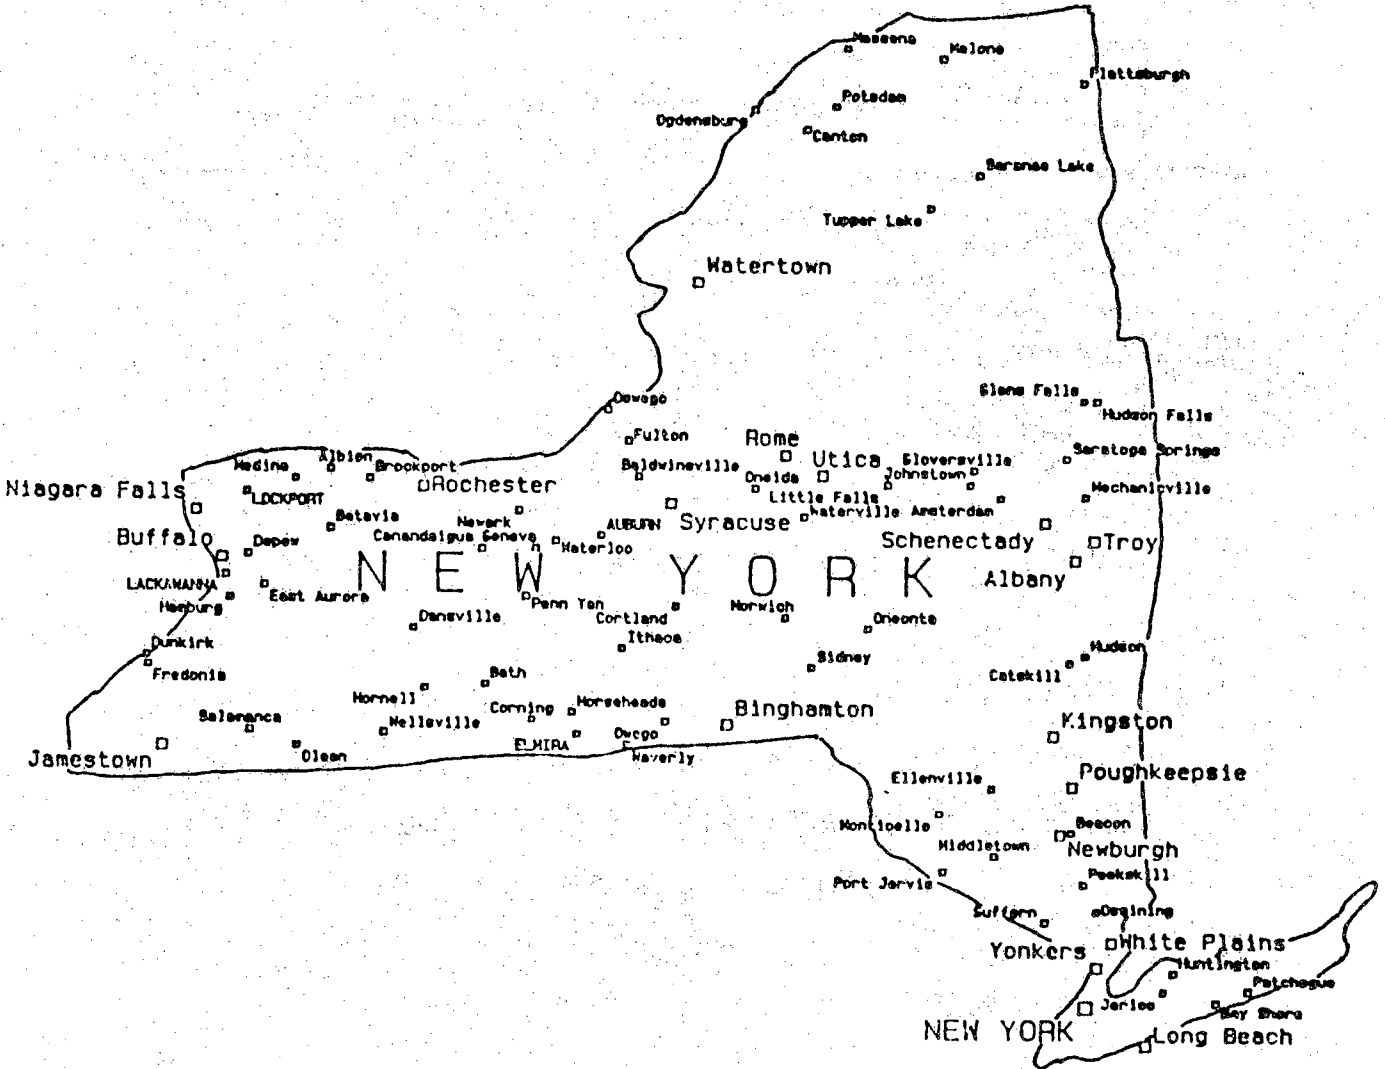 Massena
Malone
Plattsburgh
Potsdam
Ogdensburg
Canton
Saranac Lake
Tupper Lake
Watertown
Glens Falls
Oswego
Hudson Falls
Fulton
Rome
Saratoga Springs
Albion
Medina
Brockport
Baldwinsville
Utica
Gloversville
Niagara Falls
Rochester
Oneida
Johnstown
LOCKPORT
Little Falls
Mechanicville
Batavia
Newark
AUBURN
Syracuse
Waterville
Amsterdam
Buffalo
Depew
Canandaigua
Geneva
Waterloo
Schenectady
Troy
NEW YORK
Albany
LACKAWANNA
East Aurora
Hamburg
Penn Yan
Norwich
Dansville
Cortland
Oneonta
Ithaca
Dunkirk
Hudson
Sidney
Fredonia
Bath
Catskill
Hornell
Corning
Horseheads
Binghamton
Salamanca
Wellsville
Kingston
Jamestown
Olean
ELMIRA
Owego
Waverly
Ellenville
Poughkeepsie
Monticello
Beacon
Middletown
Newburgh
Port Jervis
Peekskill
Suffern
Ossining
Yonkers
White Plains
Huntington
Patchogue
Jerico
Bay Shore
NEW YORK
Long Beach